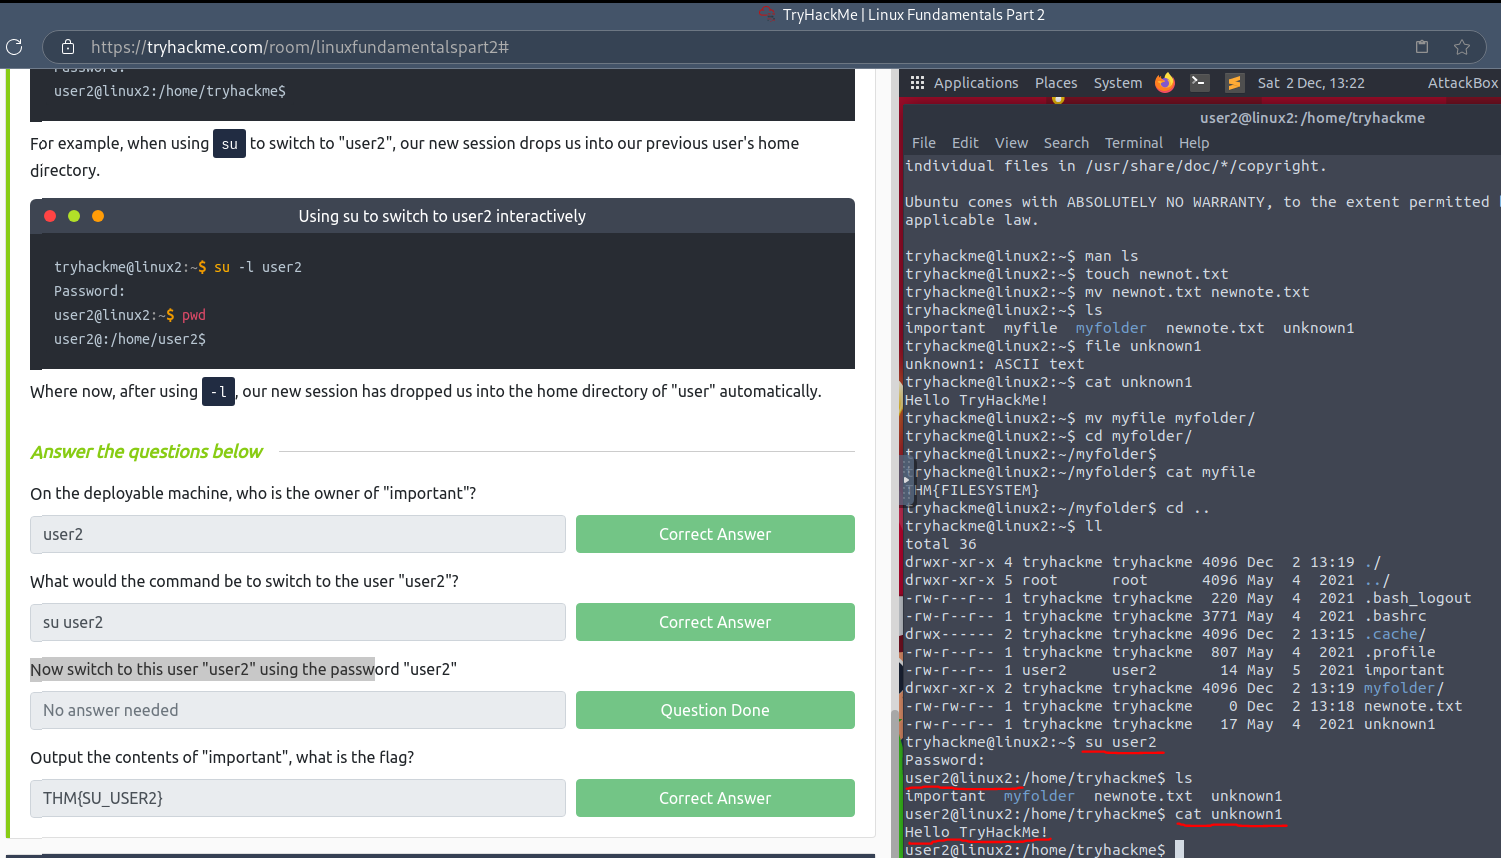 TryHackMe | Linux Fundamentals Part 2
https://tryhackme.com/room/linuxfundamentalspart2#
Password:
user2@linux2:/home/tryhackme$
For example, when using su to switch to "user2", our new session drops us into our previous user's home
directory.
Using su to switch to user2 interactively
tryhackme@linux2:~$ su -l user2
Password:
user2@linux2:~$ pwd
user2@:/home/user2$
Where now, after using -l, our new session has dropped us into the home directory of "user" automatically.
Answer the questions below
On the deployable machine, who is the owner of "important"?
user2
Correct Answer
What would the command be to switch to the user "user2"?
su user2
Correct Answer
Now switch to this user "user2" using the password "user2"
No answer needed
Question Done
Output the contents of "important", what is the flag?
THM{SU_USER2}
Correct Answer
Applications Places System Sat 2 Dec, 13:22 AttackBox
user2@linux2: /home/tryhackme
File Edit View Search Terminal Help
individual files in /usr/share/doc/*/copyright.
Ubuntu comes with ABSOLUTELY NO WARRANTY, to the extent permitted
applicable law.
tryhackme@linux2:~$ man ls
tryhackme@linux2:~$ touch newnot.txt
tryhackme@linux2:~$ mv newnot.txt newnote.txt
tryhackme@linux2:~$ ls
important myfile myfolder newnote.txt unknown1
tryhackme@linux2:~$ file unknown1
unknown1: ASCII text
tryhackme@linux2:~$ cat unknown1
Hello TryHackMe!
tryhackme@linux2:~$ mv myfile myfolder/
tryhackme@linux2:~$ cd myfolder/
tryhackme@linux2:~/myfolder$
tryhackme@linux2:~/myfolder$ cat myfile
THM{FILESYSTEM}
tryhackme@linux2:~/myfolder$ cd ..
tryhackme@linux2:~$ ll
total 36
drwxr-xr-x 4 tryhackme tryhackme 4096 Dec 2 13:19 ./
drwxr-xr-x 5 root root 4096 May 4 2021 ../
-rw-r--r-- 1 tryhackme tryhackme 220 May 4 2021 .bash_logout
-rw-r--r-- 1 tryhackme tryhackme 3771 May 4 2021 .bashrc
drwx------ 2 tryhackme tryhackme 4096 Dec 2 13:15 .cache/
-rw-r--r-- 1 tryhackme tryhackme 807 May 4 2021 .profile
-rw-r--r-- 1 user2 user2 14 May 5 2021 important
drwxr-xr-x 2 tryhackme tryhackme 4096 Dec 2 13:19 myfolder/
-rw-rw-r-- 1 tryhackme tryhackme 0 Dec 2 13:18 newnote.txt
-rw-r--r-- 1 tryhackme tryhackme 17 May 4 2021 unknown1
tryhackme@linux2:~$ su user2
Password:
user2@linux2:/home/tryhackme$ ls
important myfolder newnote.txt unknown1
user2@linux2:/home/tryhackme$ cat unknown1
Hello TryHackMe!
user2@linux2:/home/tryhackme$